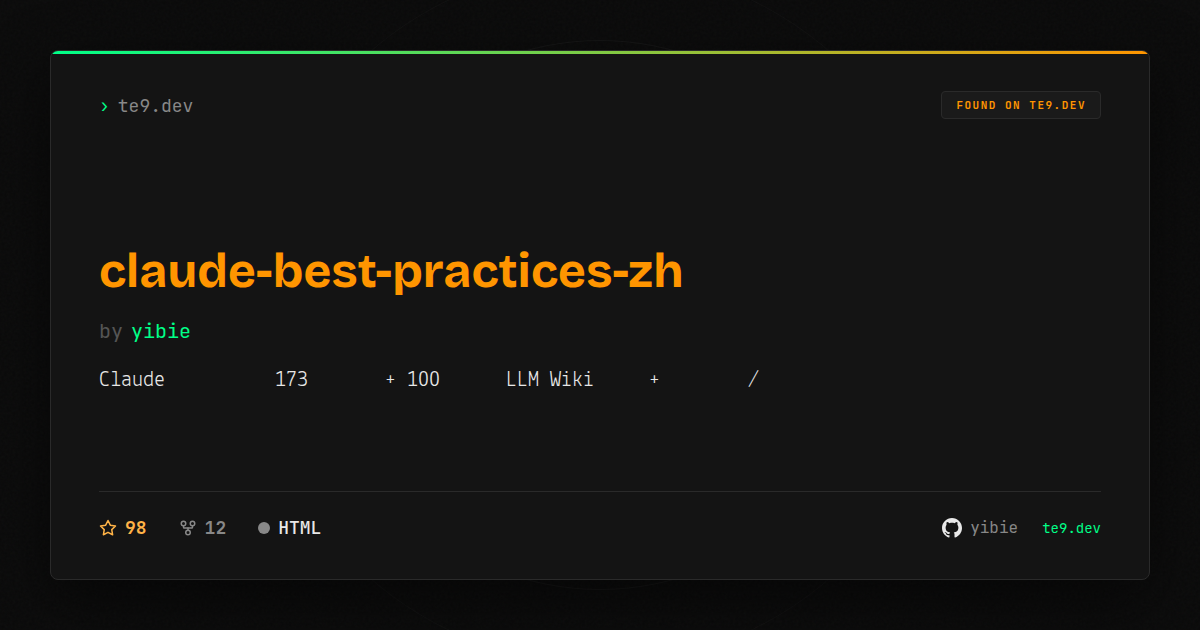 › te9.dev
FOUND ON TE9.DEV
claude-best-practices-zh
by yibie
Claude 173 + 100 LLM Wiki + /
98 12 HTML
yibie te9.dev